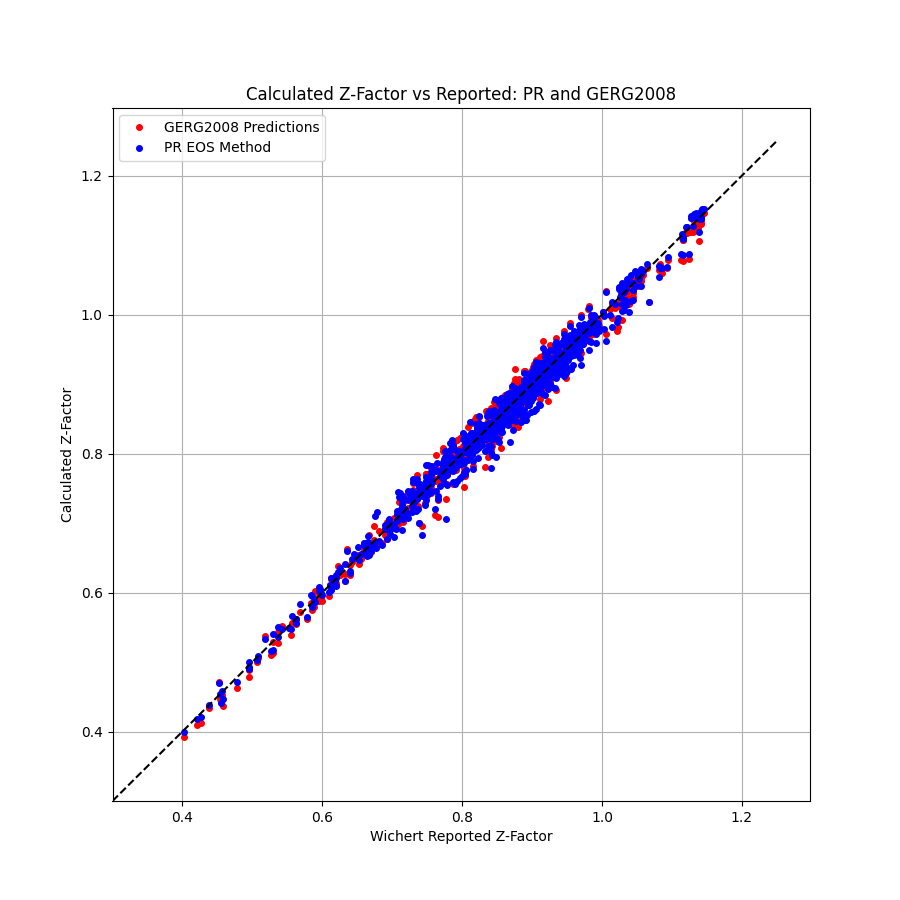 Calculated Z-Factor vs Reported: PR and GERG2008
GERG2008 Predictions
PR EOS Method
1.2
1.0
0.8
0.6
0.4
Calculated Z-Factor
0.4 0.6 0.8 1.0 1.2
Wichert Reported Z-Factor